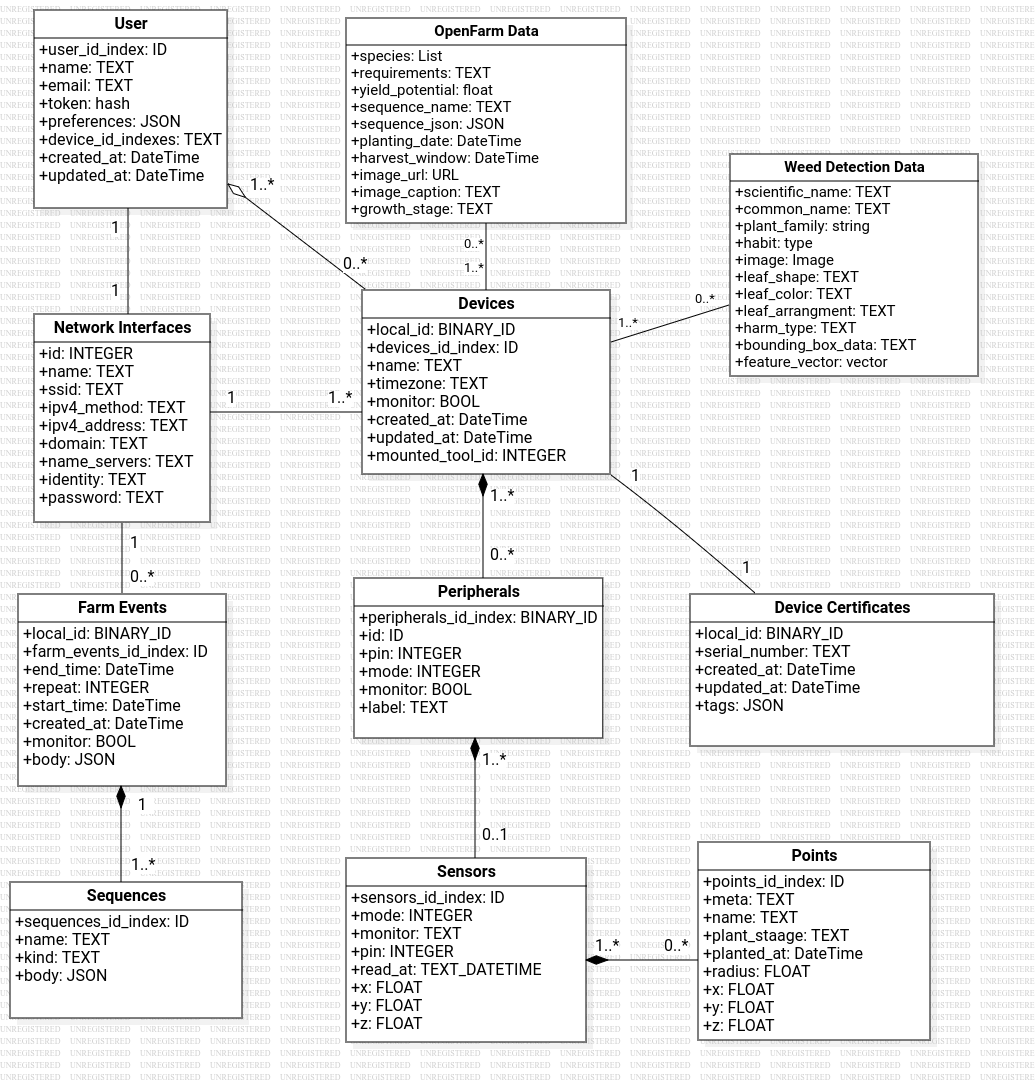 User
+user_id_index: ID
+name: TEXT
+email: TEXT
+token: hash
+preferences: JSON
+device_id_indexes: TEXT
+created_at: DateTime
+updated_at: DateTime
OpenFarm Data
+species: List
+requirements: TEXT
+yield_potential: float
+sequence_name: TEXT
+sequence_json: JSON
+planting_date: DateTime
+harvest_window: DateTime
+image_url: URL
+image_caption: TEXT
+growth_stage: TEXT
Weed Detection Data
+scientific_name: TEXT
+common_name: TEXT
+plant_family: string
+habit: type
+image: Image
+leaf_shape: TEXT
+leaf_color: TEXT
+leaf_arrangment: TEXT
+harm_type: TEXT
+bounding_box_data: TEXT
+feature_vector: vector
1..*
0..*
1
1
0..*
1..*
1..*
0..*
Network Interfaces
+id: INTEGER
+name: TEXT
+ssid: TEXT
+ipv4_method: TEXT
+ipv4_address: TEXT
+domain: TEXT
+name_servers: TEXT
+identity: TEXT
+password: TEXT
1
1..*
Devices
+local_id: BINARY_ID
+devices_id_index: ID
+name: TEXT
+timezone: TEXT
+monitor: BOOL
+created_at: DateTime
+updated_at: DateTime
+mounted_tool_id: INTEGER
1
0..*
1..*
0..*
1
1
Farm Events
+local_id: BINARY_ID
+farm_events_id_index: ID
+end_time: DateTime
+repeat: INTEGER
+start_time: DateTime
+created_at: DateTime
+monitor: BOOL
+body: JSON
Peripherals
+peripherals_id_index: BINARY_ID
+id: ID
+pin: INTEGER
+mode: INTEGER
+monitor: BOOL
+label: TEXT
Device Certificates
+local_id: BINARY_ID
+serial_number: TEXT
+created_at: DateTime
+updated_at: DateTime
+tags: JSON
1
1..*
1..*
0..1
Sequences
+sequences_id_index: ID
+name: TEXT
+kind: TEXT
+body: JSON
Sensors
+sensors_id_index: ID
+mode: INTEGER
+monitor: TEXT
+pin: INTEGER
+read_at: TEXT_DATETIME
+x: FLOAT
+y: FLOAT
+z: FLOAT
1..*
0..*
Points
+points_id_index: ID
+meta: TEXT
+name: TEXT
+plant_staage: TEXT
+planted_at: DateTime
+radius: FLOAT
+x: FLOAT
+y: FLOAT
+z: FLOAT
UNREGISTERED